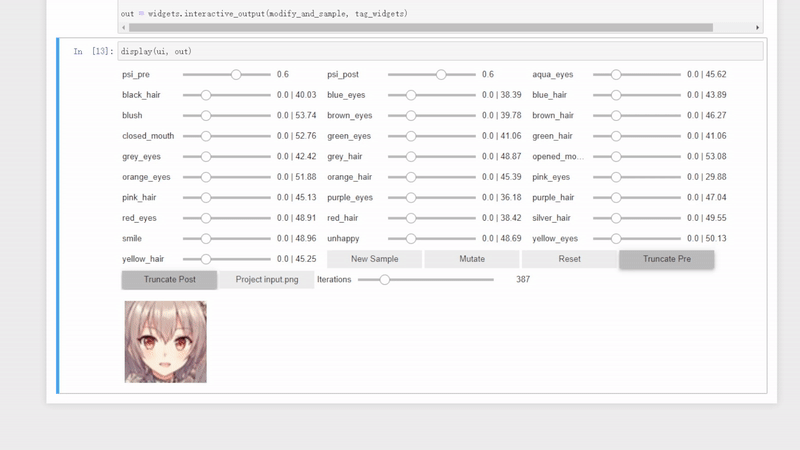 out = widgets.interactive_output(modify_and_sample, tag_widgets)
In [13]: display(ui, out)
psi_pre 0.6 psi_post 0.6 aqua_eyes 0.0 | 45.62
black_hair 0.0 | 40.03 blue_eyes 0.0 | 38.39 blue_hair 0.0 | 43.89
blush 0.0 | 53.74 brown_eyes 0.0 | 39.78 brown_hair 0.0 | 46.27
closed_mouth 0.0 | 52.76 green_eyes 0.0 | 41.06 green_hair 0.0 | 41.06
grey_eyes 0.0 | 42.42 grey_hair 0.0 | 48.87 opened_mo... 0.0 | 53.08
orange_eyes 0.0 | 51.88 orange_hair 0.0 | 45.39 pink_eyes 0.0 | 29.88
pink_hair 0.0 | 45.13 purple_eyes 0.0 | 36.18 purple_hair 0.0 | 47.04
red_eyes 0.0 | 48.91 red_hair 0.0 | 38.42 silver_hair 0.0 | 49.55
smile 0.0 | 48.96 unhappy 0.0 | 48.69 yellow_eyes 0.0 | 50.13
yellow_hair 0.0 | 45.25 New Sample Mutate Reset Truncate Pre
Truncate Post Project input.png Iterations 387